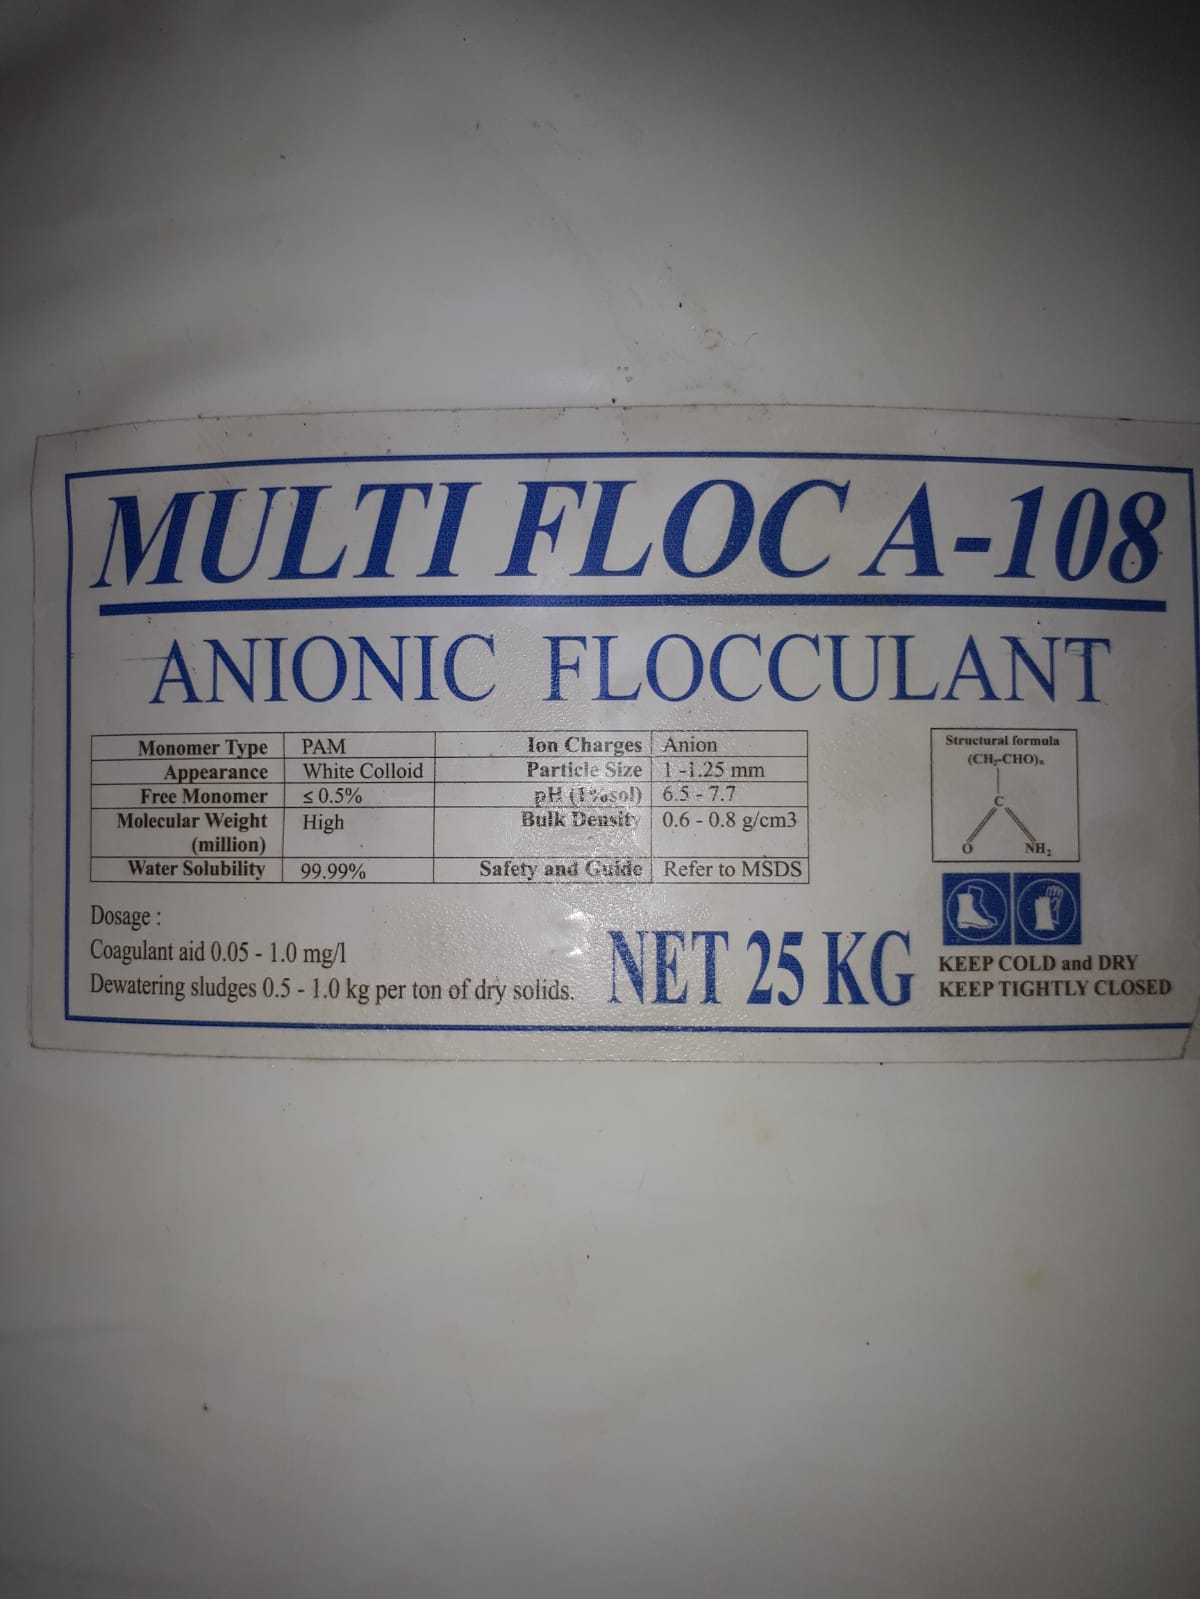 MULTI FLOC A-108
ANIONIC FLOCCULANT
Monomer Type PAM Ion Charges Anion
Appearance White Colloid Particle Size 1 -1.25 mm
Free Monomer ≤ 0.5% pH (1%sol) 6.5 - 7.7
Molecular Weight High Bulk Density 0.6 - 0.8 g/cm3
(million)
Water Solubility 99.99% Safety and Guide Refer to MSDS
Structural formula
(CH₂-CHO)ₙ
C
O NH₂
Dosage :
Coagulant aid 0.05 - 1.0 mg/l
Dewatering sludges 0.5 - 1.0 kg per ton of dry solids.
NET 25 KG
KEEP COLD and DRY
KEEP TIGHTLY CLOSED